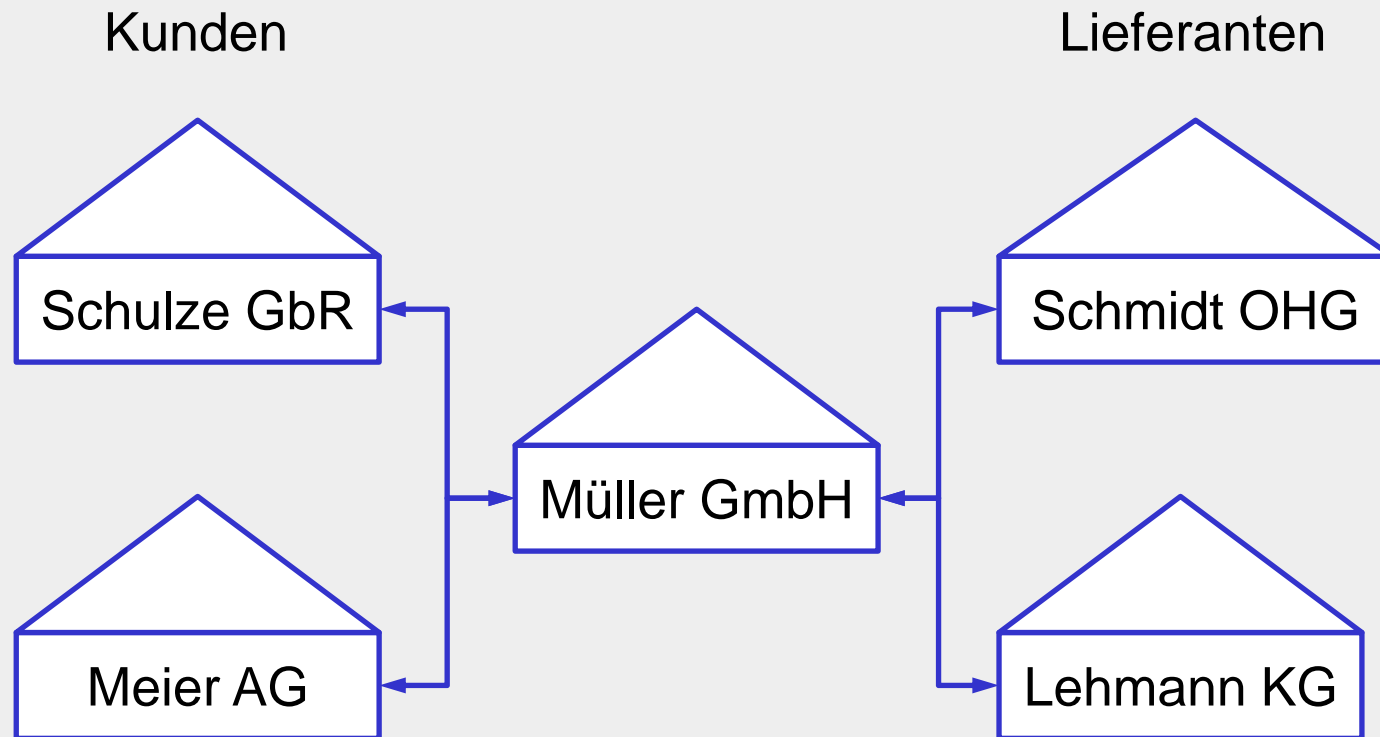 Kunden
Lieferanten
Schulze GbR
Schmidt OHG
Müller GmbH
Meier AG
Lehmann KG